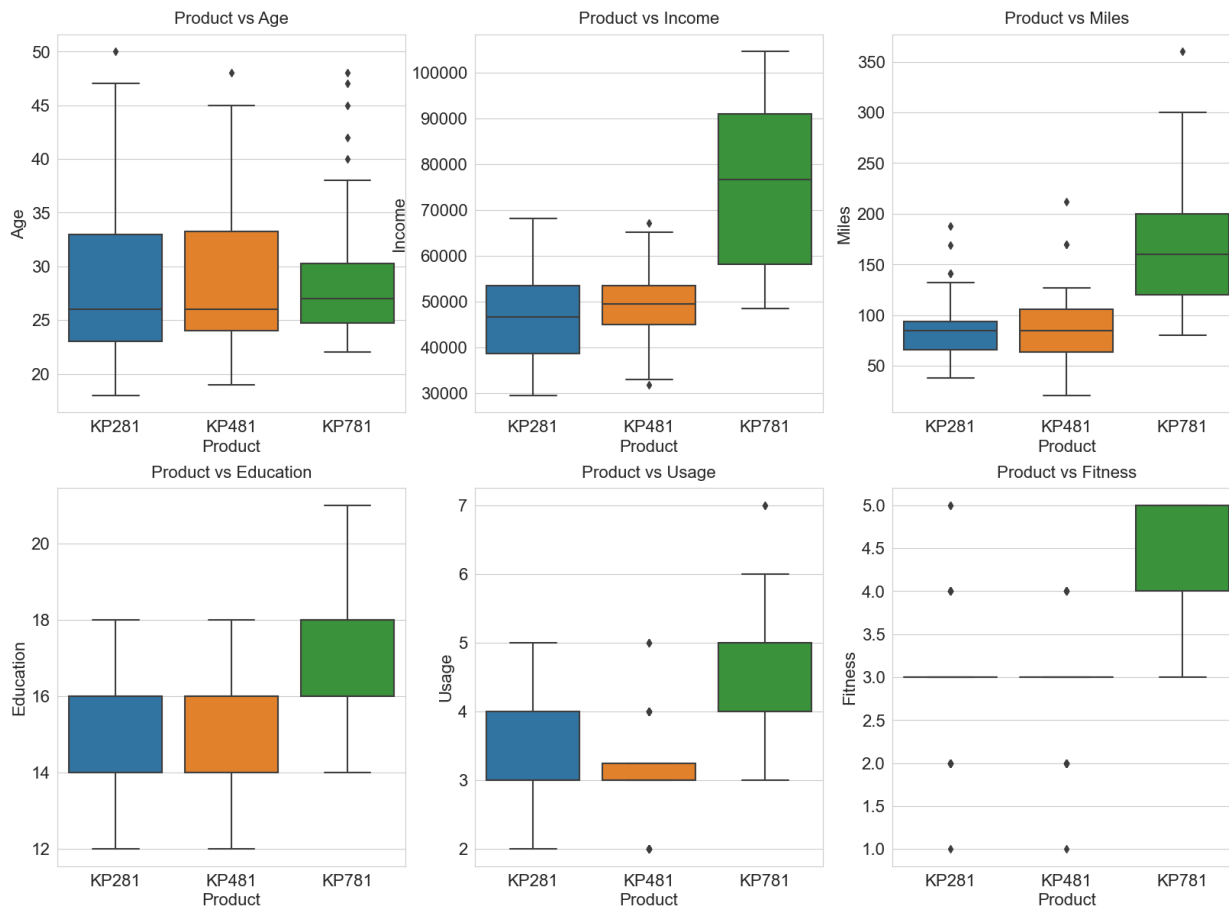 Product vs Age
50
45
40
35
30
25
20
Age
KP281 KP481 KP781
Product
Product vs Income
100000
90000
80000
70000
60000
50000
40000
30000
Income
KP281 KP481 KP781
Product
Product vs Miles
350
300
250
200
150
100
50
Miles
KP281 KP481 KP781
Product
Product vs Education
20
18
16
14
12
Education
KP281 KP481 KP781
Product
Product vs Usage
7
6
5
4
3
2
Usage
KP281 KP481 KP781
Product
Product vs Fitness
5.0
4.5
4.0
3.5
3.0
2.5
2.0
1.5
1.0
Fitness
KP281 KP481 KP781
Product